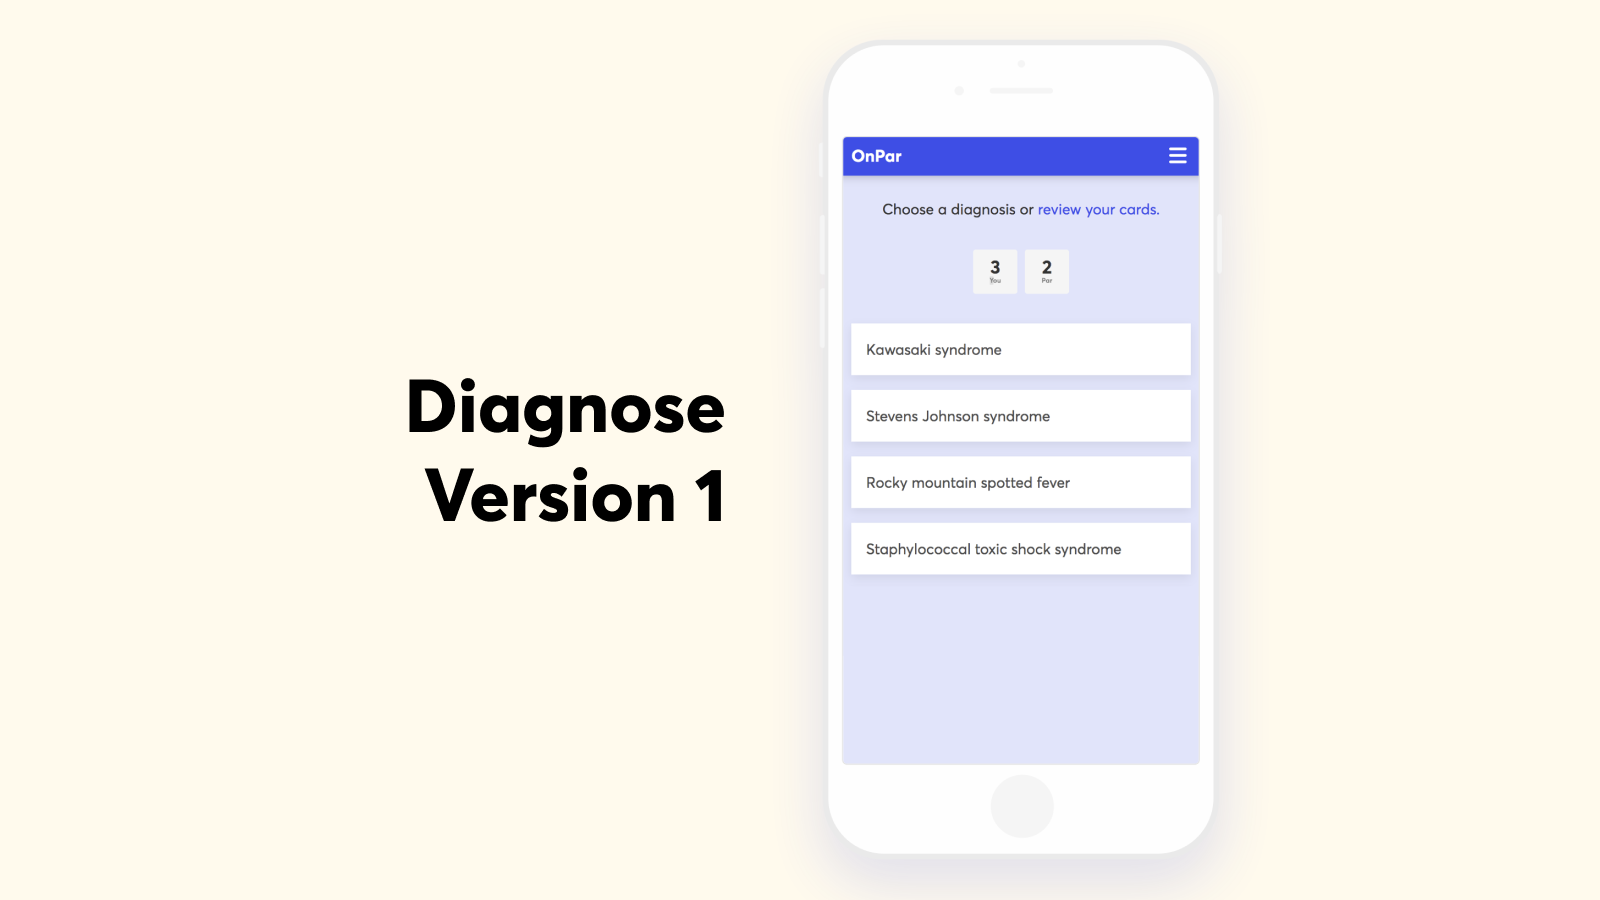 Diagnose
Version 1
OnPar
Choose a diagnosis or review your cards.
3 2
You Par
Kawasaki syndrome
Stevens Johnson syndrome
Rocky mountain spotted fever
Staphylococcal toxic shock syndrome